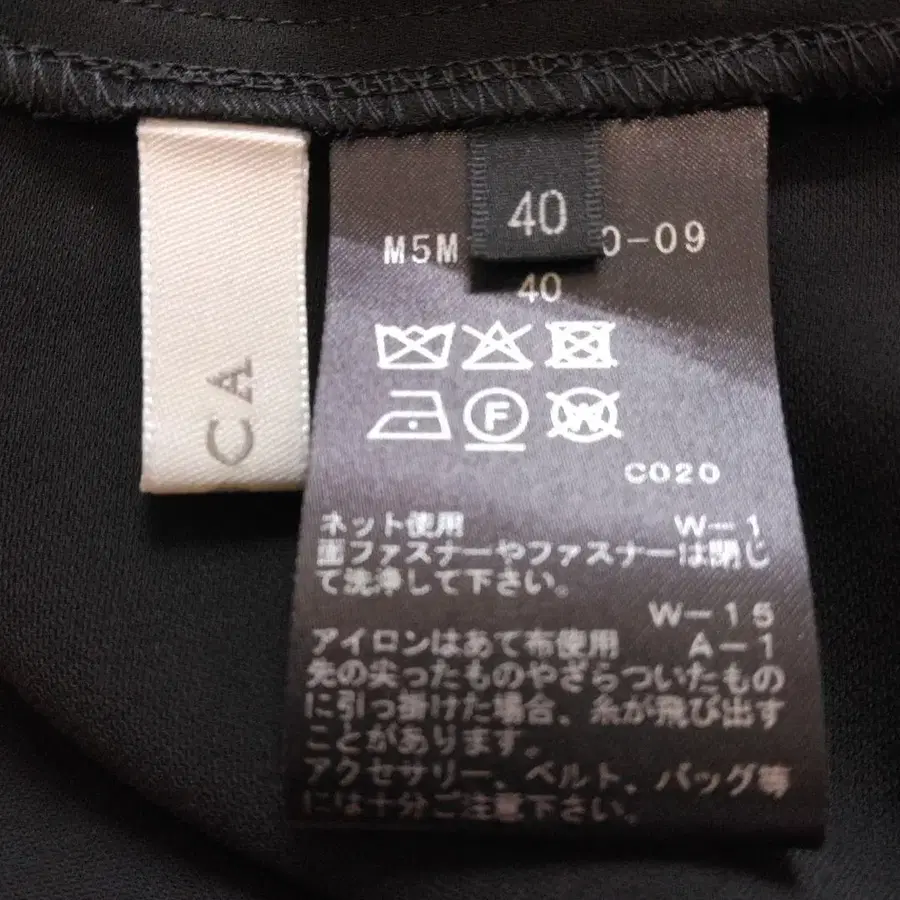 CA
40
M5M 0-09
40
F
W
C020
ネット使用 W-1
面ファスナーやファスナーは閉じ
て洗浄して下さい。
W-15
アイロンはあて布使用 A-1
先の尖ったものやざらついたもの
に引っ掛けた場合、糸が飛び出す
ことがあります。
アクセサリー、ベルト、バッグ等
には十分ご注意下さい。